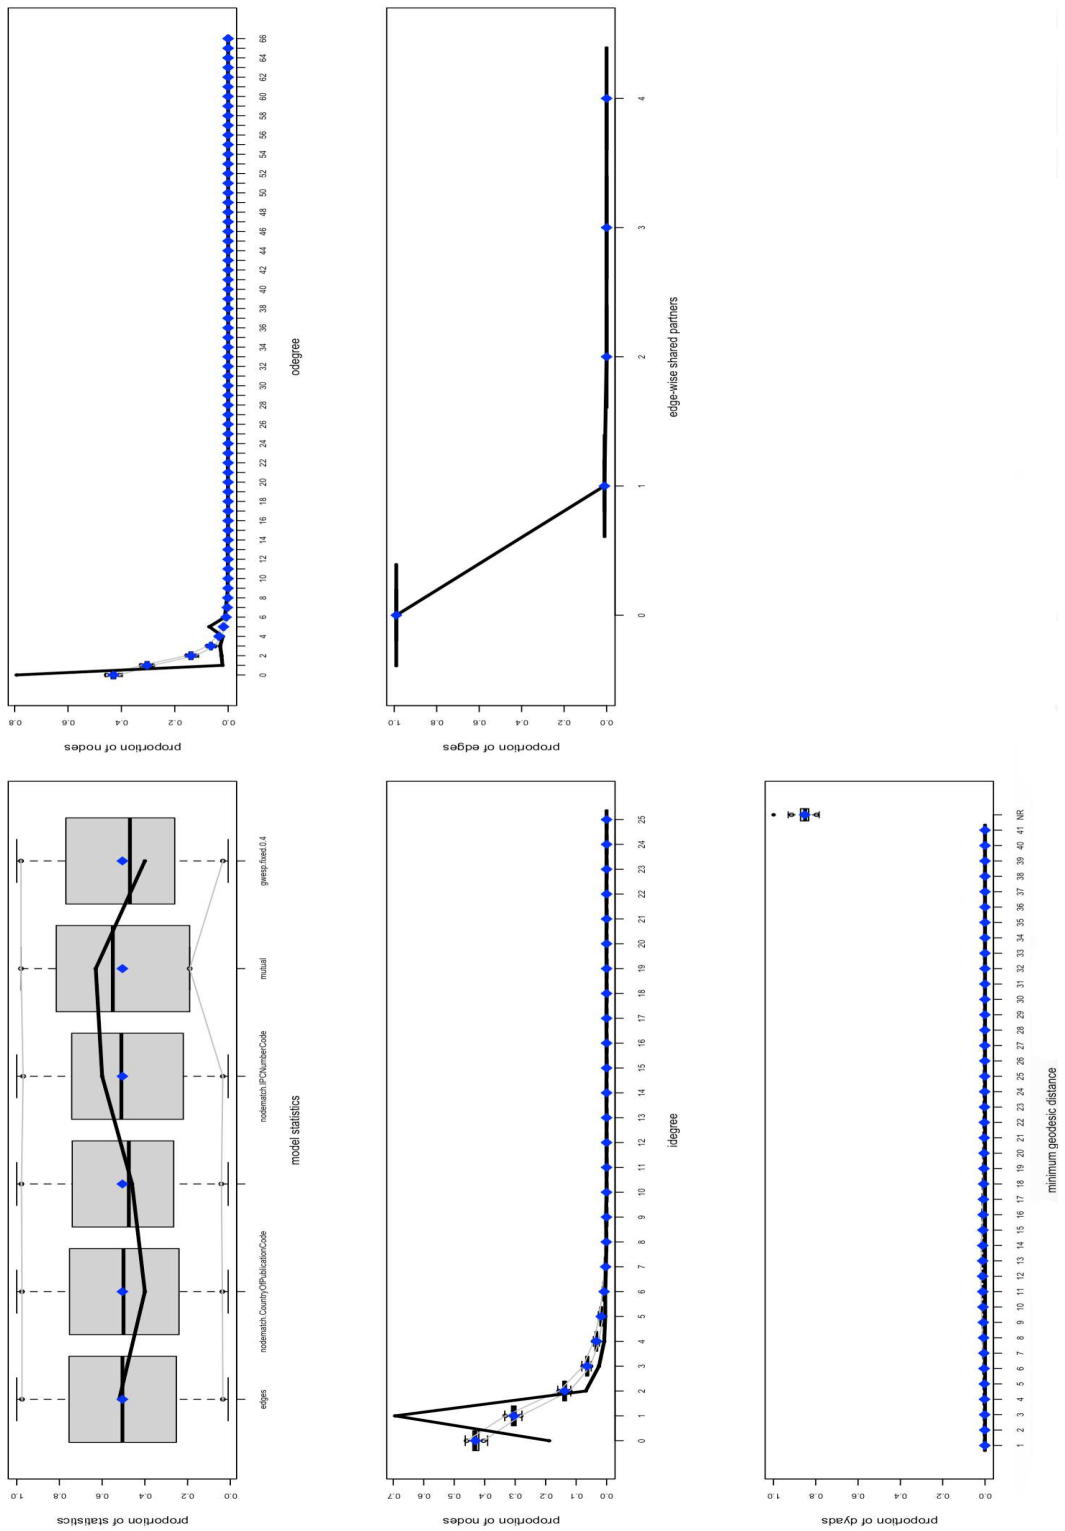 proportion of statistics
0.0 0.2 0.4 0.6 0.8 1.0
edges
nodematch.CountryOfPublicationCode
nodematch.IPCNumberCode
mutual
gwesp.fixed.0.4
model statistics
proportion of nodes
0.0 0.2 0.4 0.6 0.8
0 2 4 6 8 10 12 14 16 18 20 22 24 26 28 30 32 34 36 38 40 42 44 46 48 50 52 54 56 58 60 62 64 66
odegree
proportion of nodes
0.0 0.1 0.3 0.4 0.5 0.7
0 1 2 3 4 5 6 7 8 9 10 11 12 13 14 15 16 17 18 19 20 21 22 23 24 25
idegree
proportion of edges
0.0 0.2 0.4 0.6 0.8 1.0
0 1 2 3 4
edge-wise shared partners
proportion of dyads
0.0 0.2 0.4 0.6 0.8 1.0
1 2 3 4 5 6 7 8 9 10 11 12 13 14 15 16 17 18 19 20 21 22 23 24 25 26 27 28 29 30 31 32 33 34 35 36 37 38 39 40 41 NR
minimum geodesic distance